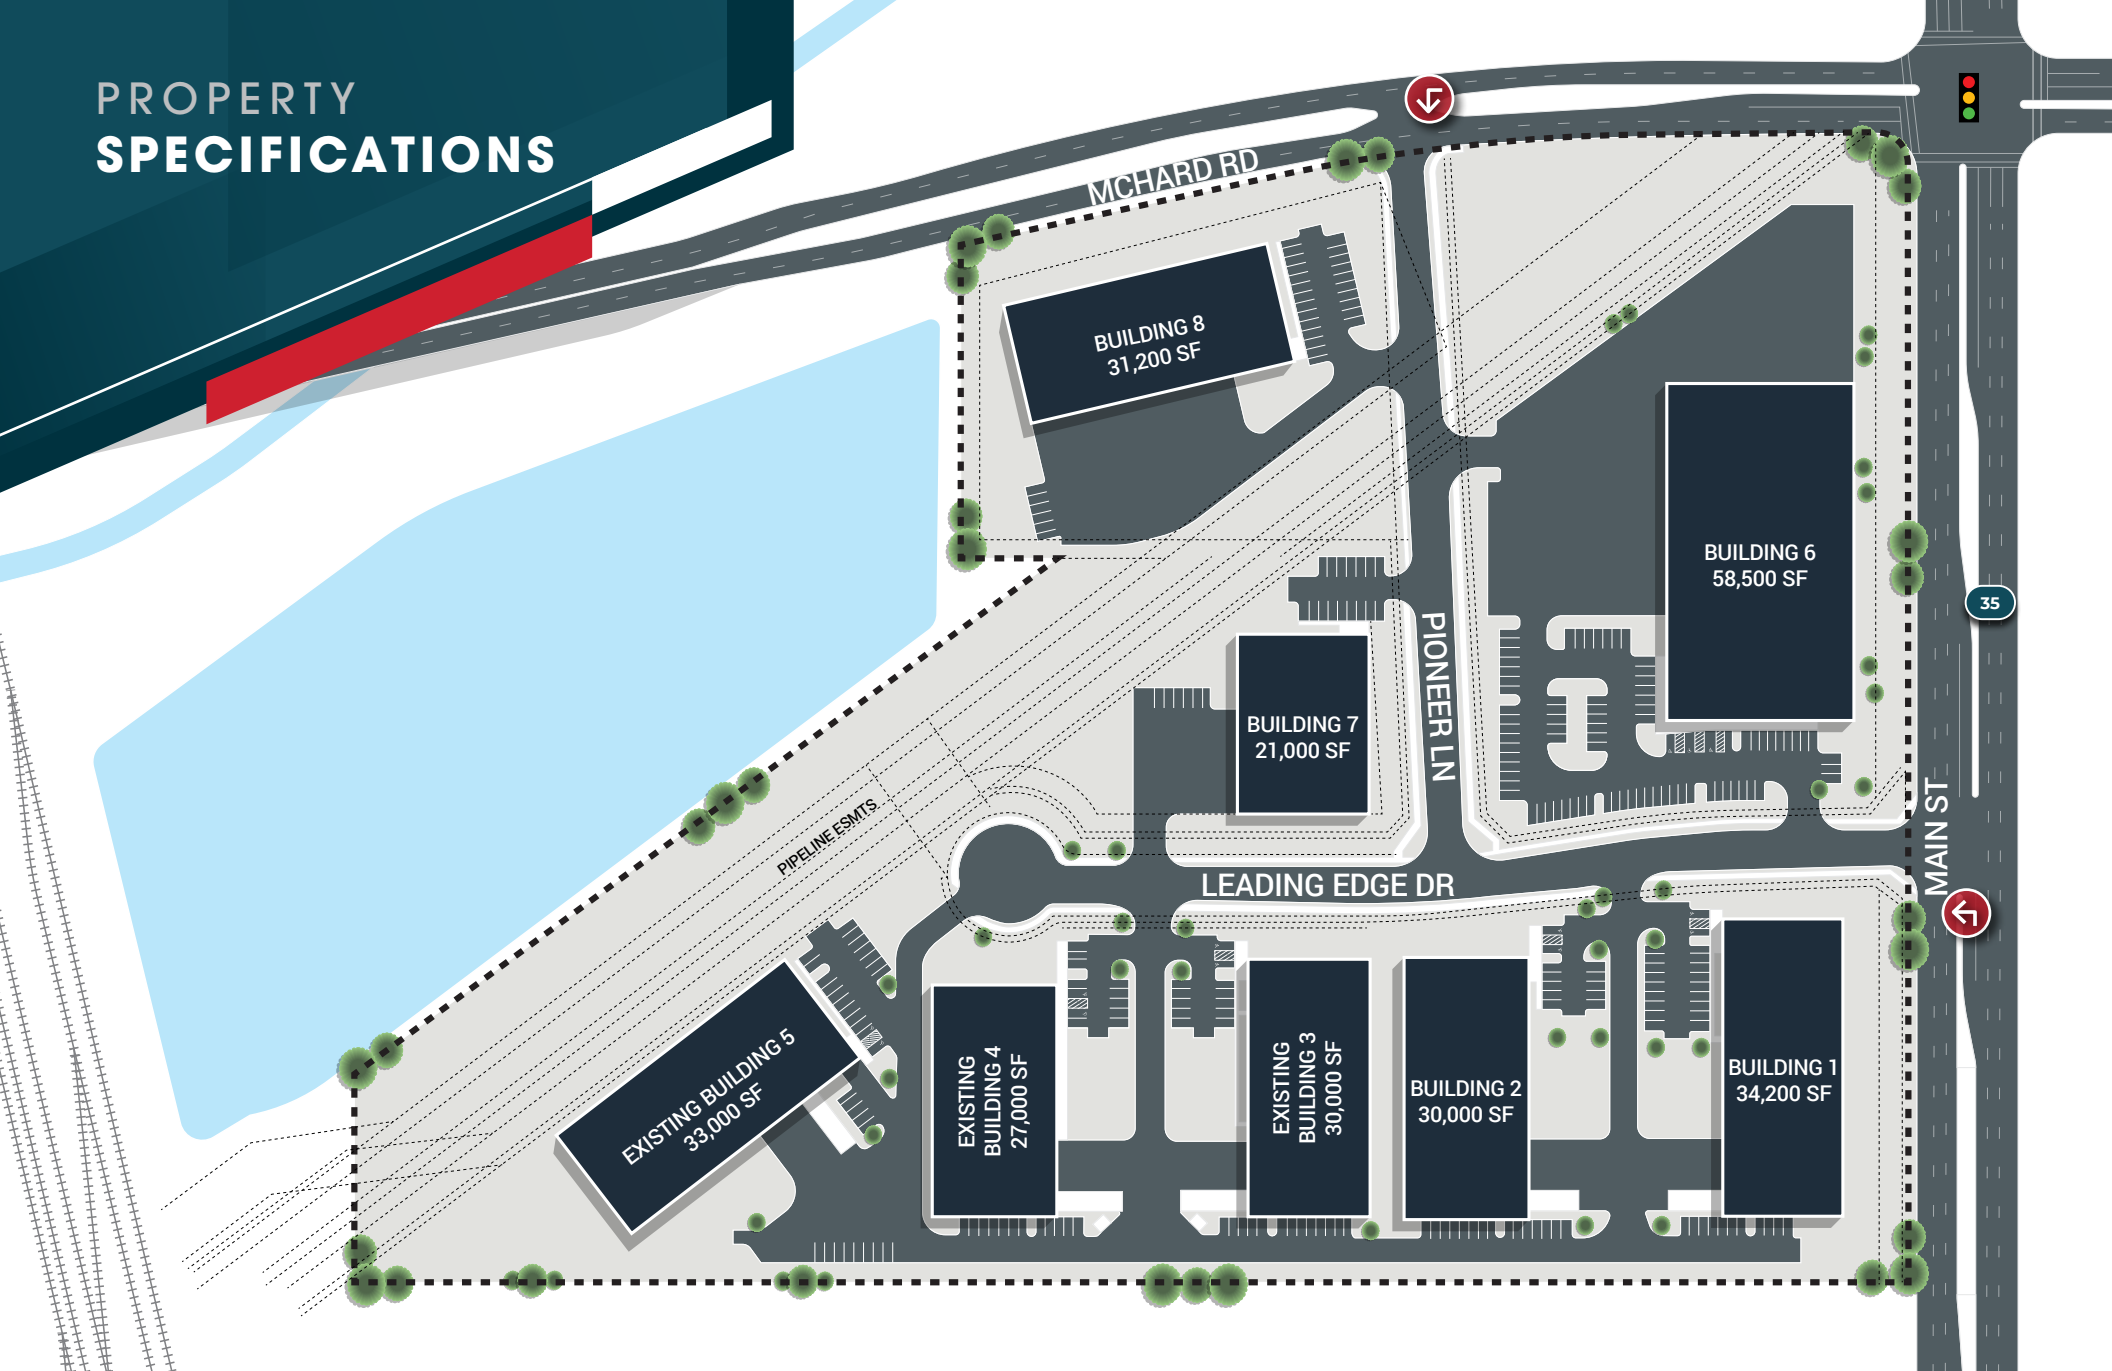 PROPERTY
SPECIFICATIONS
MCHARD RD
BUILDING 8
31,200 SF
BUILDING 6
58,500 SF
35
PIONEER LN
BUILDING 7
21,000 SF
MAIN ST
PIPELINE ESMTS
LEADING EDGE DR
EXISTING BUILDING 5
33,000 SF
EXISTING
BUILDING 4
27,000 SF
EXISTING
BUILDING 3
30,000 SF
BUILDING 2
30,000 SF
BUILDING 1
34,200 SF